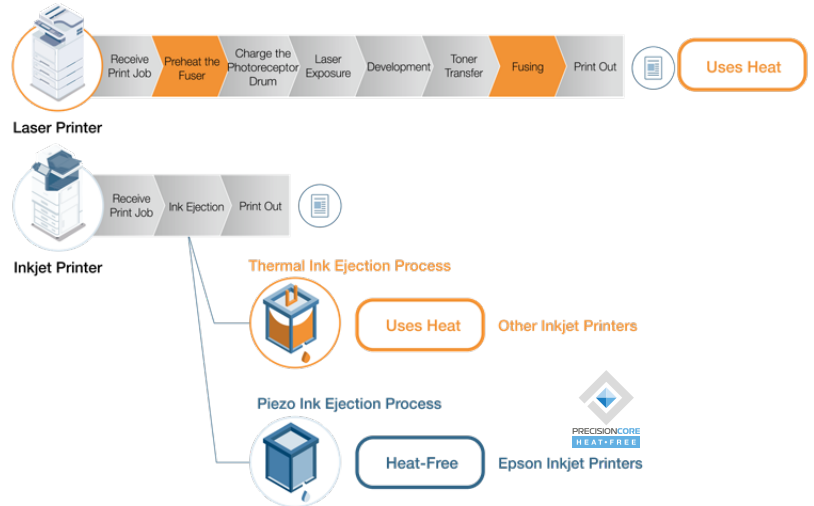 Receive
Print Job
Preheat the
Fuser
Charge the
Photoreceptor
Drum
Laser
Exposure
Development
Toner
Transfer
Fusing
Print Out
Uses Heat
Laser Printer
Receive
Print Job
Ink Ejection
Print Out
Inkjet Printer
Thermal Ink Ejection Process
Uses Heat
Other Inkjet Printers
Piezo Ink Ejection Process
PRECISIONCORE
HEAT•FREE
Heat-Free
Epson Inkjet Printers